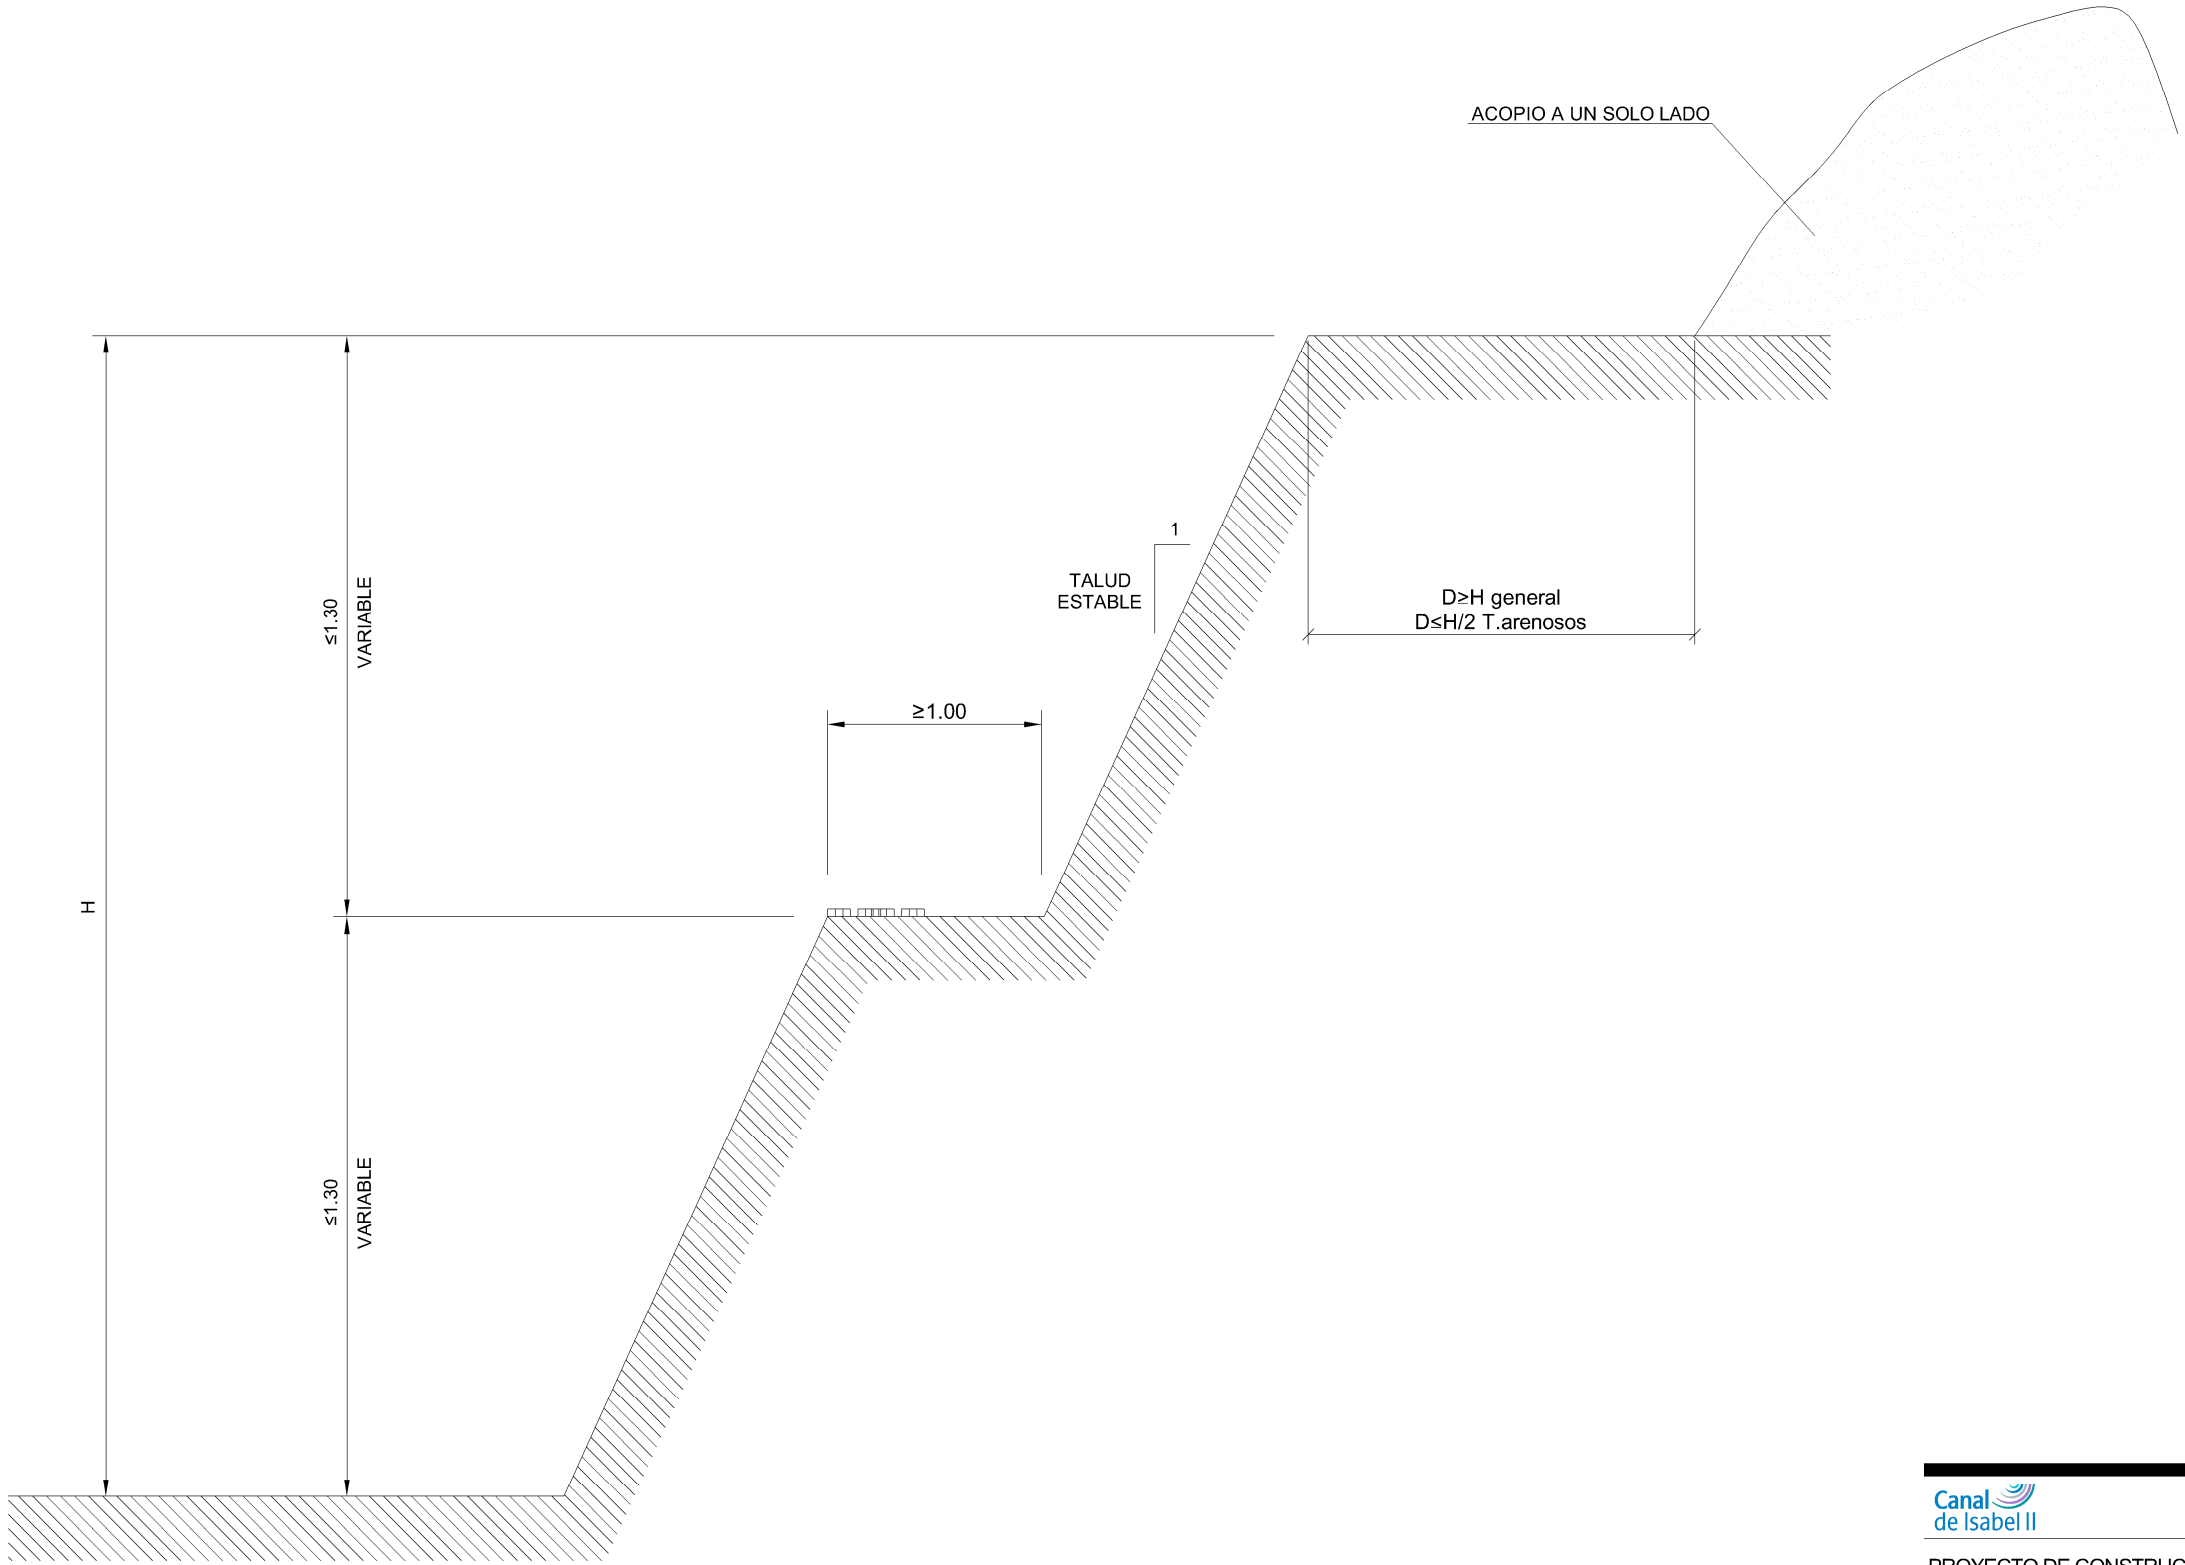 ACOPIO A UN SOLO LADO
1
TALUD
ESTABLE
≤1.30
VARIABLE
D≥H general
D≤H/2 T.arenosos
≥1.00
H
≤1.30
VARIABLE
Canal
de Isabel II